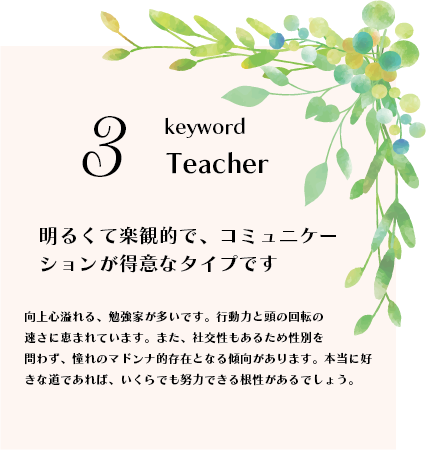 3
keyword
Teacher
明るくて楽観的で、コミュニケー
ションが得意なタイプです
向上心溢れる、勉強家が多いです。行動力と頭の回転の
速さに恵まれています。また、社交性もあるため性別を
問わず、憧れのマドンナ的存在となる傾向があります。本当に好
きな道であれば、いくらでも努力できる根性があるでしょう。